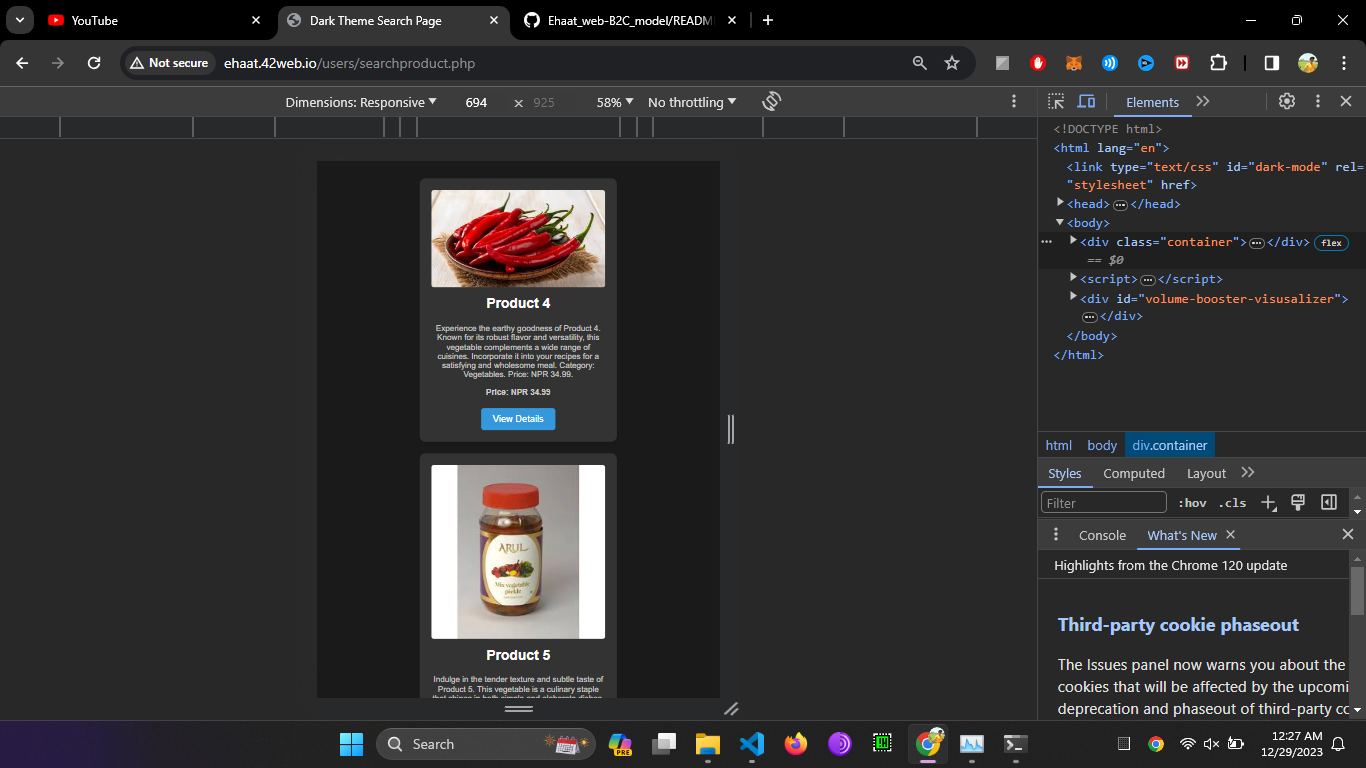 YouTube
Dark Theme Search Page
Ehaat_web-B2C_model/READM
Not secure
ehaat.42web.io/users/searchproduct.php
Dimensions: Responsive
694
×
925
58%
No throttling
Elements
<!DOCTYPE html>
<html lang="en">
<link type="text/css" id="dark-mode" rel=
"stylesheet" href>
<head> … </head>
<body>
… <div class="container"> … </div> flex
== $0
<script> … </script>
<div id="volume-booster-visusalizer">
… </div>
</body>
</html>
Product 4
Experience the earthy goodness of Product 4.
Known for its robust flavor and versatility, this
vegetable complements a wide range of
cuisines. Incorporate it into your recipes for a
satisfying and wholesome meal. Category:
Vegetables. Price: NPR 34.99.
Price: NPR 34.99
View Details
ARUL
Mix vegetable
pickle
Product 5
Indulge in the tender texture and subtle taste of
Product 5. This vegetable is a culinary staple
that shines in both simple and elaborate dishes.
html
body
div.container
Styles
Computed
Layout
Filter
:hov
.cls
Console
What's New
Highlights from the Chrome 120 update
Third-party cookie phaseout
The Issues panel now warns you about the
cookies that will be affected by the upcomi
deprecation and phaseout of third-party co
Search
PRE
12:27 AM
12/29/2023